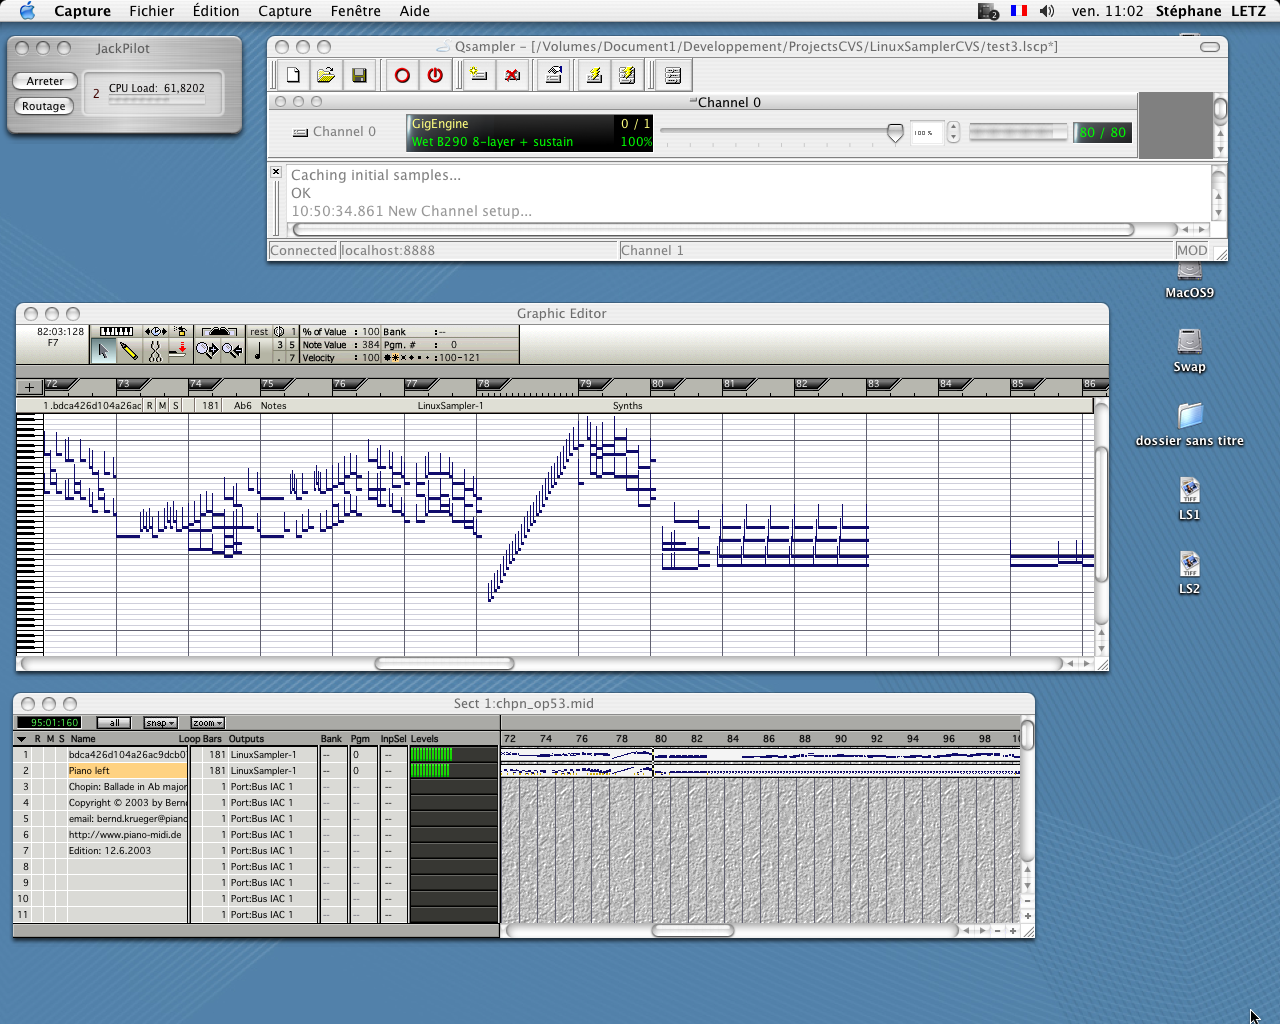 Capture Fichier Édition Capture Fenêtre Aide 2 ven. 11:02 Stéphane LETZ
JackPilot
Arreter
Routage
2 CPU Load: 61,8202
Qsampler - [/Volumes/Document1/Developpement/ProjectsCVS/LinuxSamplerCVS/test3.lscp*]
Channel 0
Channel 0
GigEngine 0 / 1
Wet B290 8-layer + sustain 100%
100 %
80 / 80
Caching initial samples...
OK
10:50:34.861 New Channel setup...
Connected localhost:8888 Channel 1 MOD
MacOS9
Swap
dossier sans titre
TIFF
LS1
TIFF
LS2
Graphic Editor
82:03:128
F7
rest 1
3 5
. 7
% of Value : 100 Bank :--
Note Value : 384 Pgm. # : 0
Velocity : 100 :100-121
72 73 74 75 76 77 78 79 80 81 82 83 84 85 86
1.bdca426d104a26ac R M S 181 Ab6 Notes LinuxSampler-1 Synths
Sect 1:chpn_op53.mid
95:01:160 all snap zoom
R M S Name Loop Bars Outputs Bank Pgm InpSel Levels 72 74 76 78 80 82 84 86 88 90 92 94 96 98 10
1 bdca426d104a26ac9dcb0 181 LinuxSampler-1 -- 0 --
2 Piano left 181 LinuxSampler-1 -- 0 --
3 Chopin: Ballade in Ab major 1 Port:Bus IAC 1 -- -- --
4 Copyright © 2003 by Bern 1 Port:Bus IAC 1 -- -- --
5 email: bernd.krueger@piano 1 Port:Bus IAC 1 -- -- --
6 http://www.piano-midi.de 1 Port:Bus IAC 1 -- -- --
7 Edition: 12.6.2003 1 Port:Bus IAC 1 -- -- --
8 1 Port:Bus IAC 1 -- -- --
9 1 Port:Bus IAC 1 -- -- --
10 1 Port:Bus IAC 1 -- -- --
11 1 Port:Bus IAC 1 -- -- --